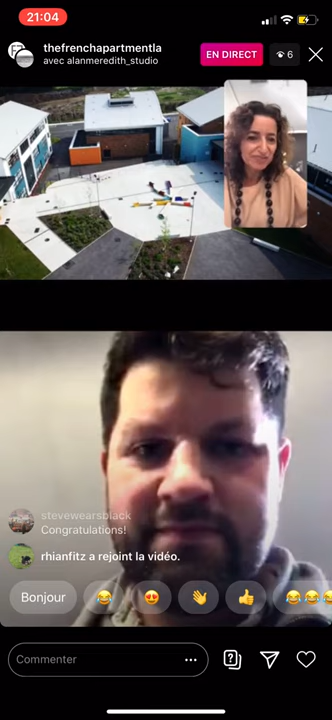 21:04
thefrenchapartmentla
avec alanmeredith_studio
EN DIRECT
6
stevewearsblack
Congratulations!
rhianfitz a rejoint la vidéo.
Bonjour
Commenter